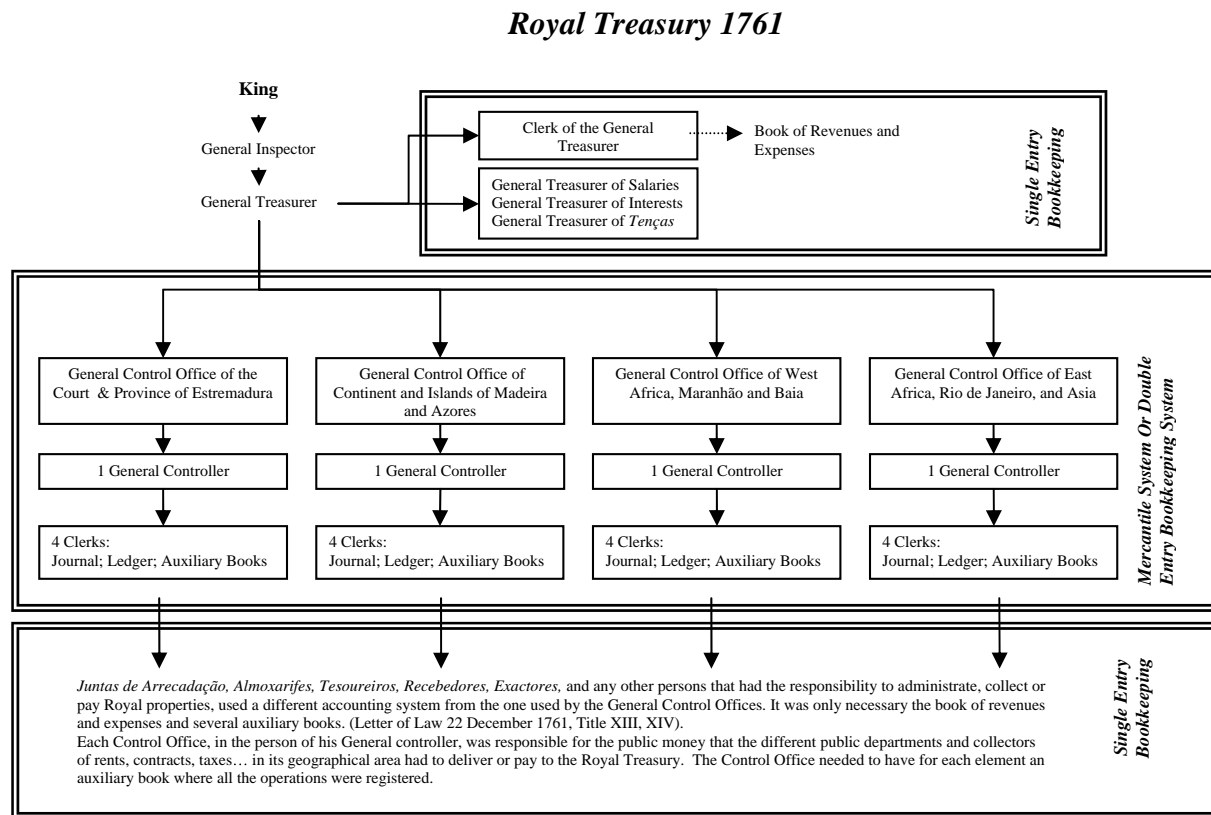 Royal Treasury 1761
King
General Inspector
General Treasurer
Clerk of the General
Treasurer
Book of Revenues and
Expenses
General Treasurer of Salaries
General Treasurer of Interests
General Treasurer of Tenças
Single Entry
Bookkeeping
General Control Office of the
Court & Province of Estremadura
General Control Office of
Continent and Islands of Madeira
and Azores
General Control Office of West
Africa, Maranhão and Baia
General Control Office of East
Africa, Rio de Janeiro, and Asia
1 General Controller
1 General Controller
1 General Controller
1 General Controller
4 Clerks:
Journal; Ledger; Auxiliary Books
4 Clerks:
Journal; Ledger; Auxiliary Books
4 Clerks:
Journal; Ledger; Auxiliary Books
4 Clerks:
Journal; Ledger; Auxiliary Books
Mercantile System Or Double
Entry Bookkeeping System
Juntas de Arrecadação, Almoxarifes, Tesoureiros, Recebedores, Exactores, and any other persons that had the responsibility to administrate, collect or
pay Royal properties, used a different accounting system from the one used by the General Control Offices. It was only necessary the book of revenues
and expenses and several auxiliary books. (Letter of Law 22 December 1761, Title XIII, XIV).
Each Control Office, in the person of his General controller, was responsible for the public money that the different public departments and collectors
of rents, contracts, taxes… in its geographical area had to deliver or pay to the Royal Treasury. The Control Office needed to have for each element an
auxiliary book where all the operations were registered.
Single Entry
Bookkeeping